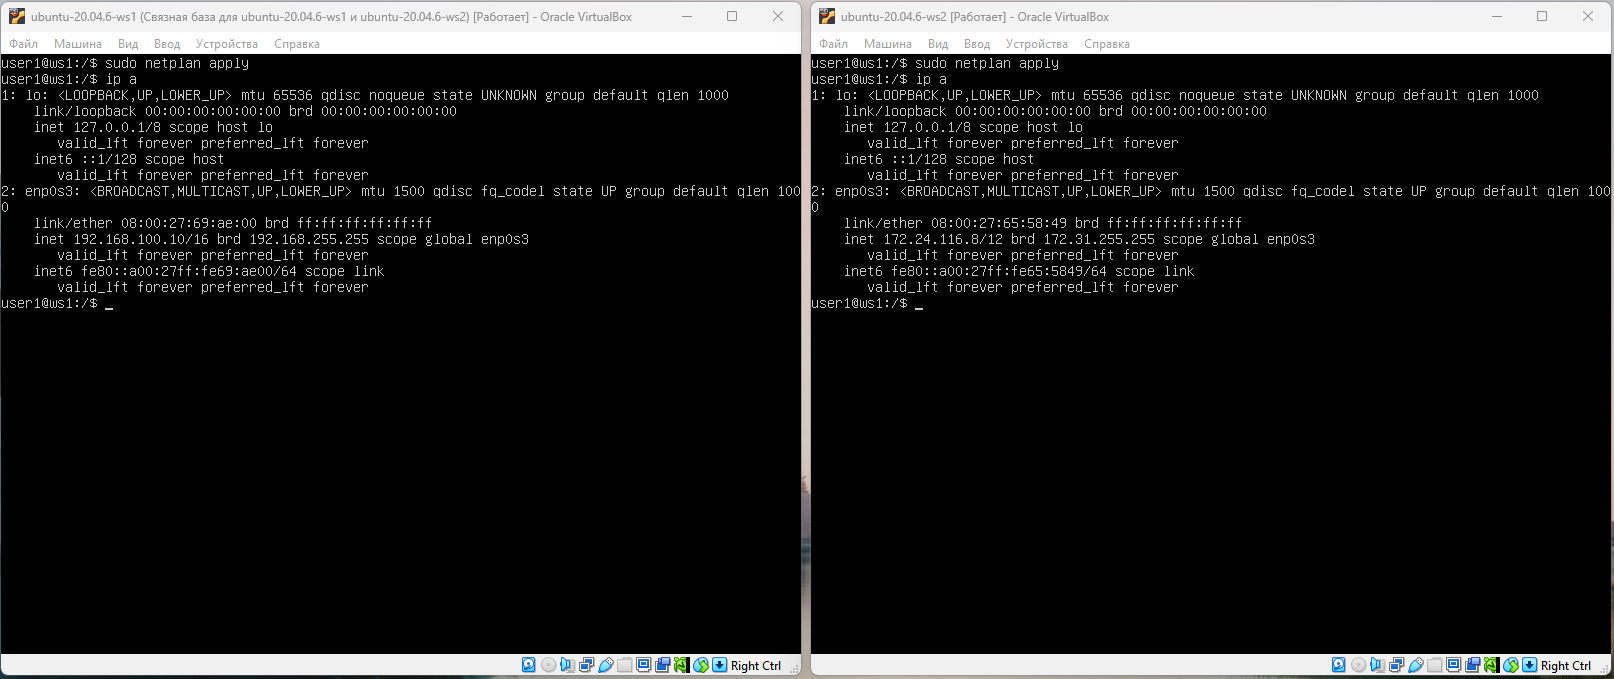 ubuntu-20.04.6-ws1 (Связная база для ubuntu-20.04.6-ws1 и ubuntu-20.04.6-ws2) [Работает] - Oracle VirtualBox
Файл Машина Вид Ввод Устройства Справка
user1@ws1:/$ sudo netplan apply
user1@ws1:/$ ip a
1: lo: <LOOPBACK,UP,LOWER_UP> mtu 65536 qdisc noqueue state UNKNOWN group default qlen 1000
    link/loopback 00:00:00:00:00:00 brd 00:00:00:00:00:00
    inet 127.0.0.1/8 scope host lo
       valid_lft forever preferred_lft forever
    inet6 ::1/128 scope host
       valid_lft forever preferred_lft forever
2: enp0s3: <BROADCAST,MULTICAST,UP,LOWER_UP> mtu 1500 qdisc fq_codel state UP group default qlen 100
0
    link/ether 08:00:27:69:ae:00 brd ff:ff:ff:ff:ff:ff
    inet 192.168.100.10/16 brd 192.168.255.255 scope global enp0s3
       valid_lft forever preferred_lft forever
    inet6 fe80::a00:27ff:fe69:ae00/64 scope link
       valid_lft forever preferred_lft forever
user1@ws1:/$ _
Right Ctrl
ubuntu-20.04.6-ws2 [Работает] - Oracle VirtualBox
Файл Машина Вид Ввод Устройства Справка
user1@ws1:/$ sudo netplan apply
user1@ws1:/$ ip a
1: lo: <LOOPBACK,UP,LOWER_UP> mtu 65536 qdisc noqueue state UNKNOWN group default qlen 1000
    link/loopback 00:00:00:00:00:00 brd 00:00:00:00:00:00
    inet 127.0.0.1/8 scope host lo
       valid_lft forever preferred_lft forever
    inet6 ::1/128 scope host
       valid_lft forever preferred_lft forever
2: enp0s3: <BROADCAST,MULTICAST,UP,LOWER_UP> mtu 1500 qdisc fq_codel state UP group default qlen 100
0
    link/ether 08:00:27:65:58:49 brd ff:ff:ff:ff:ff:ff
    inet 172.24.116.8/12 brd 172.31.255.255 scope global enp0s3
       valid_lft forever preferred_lft forever
    inet6 fe80::a00:27ff:fe65:5849/64 scope link
       valid_lft forever preferred_lft forever
user1@ws1:/$ _
Right Ctrl